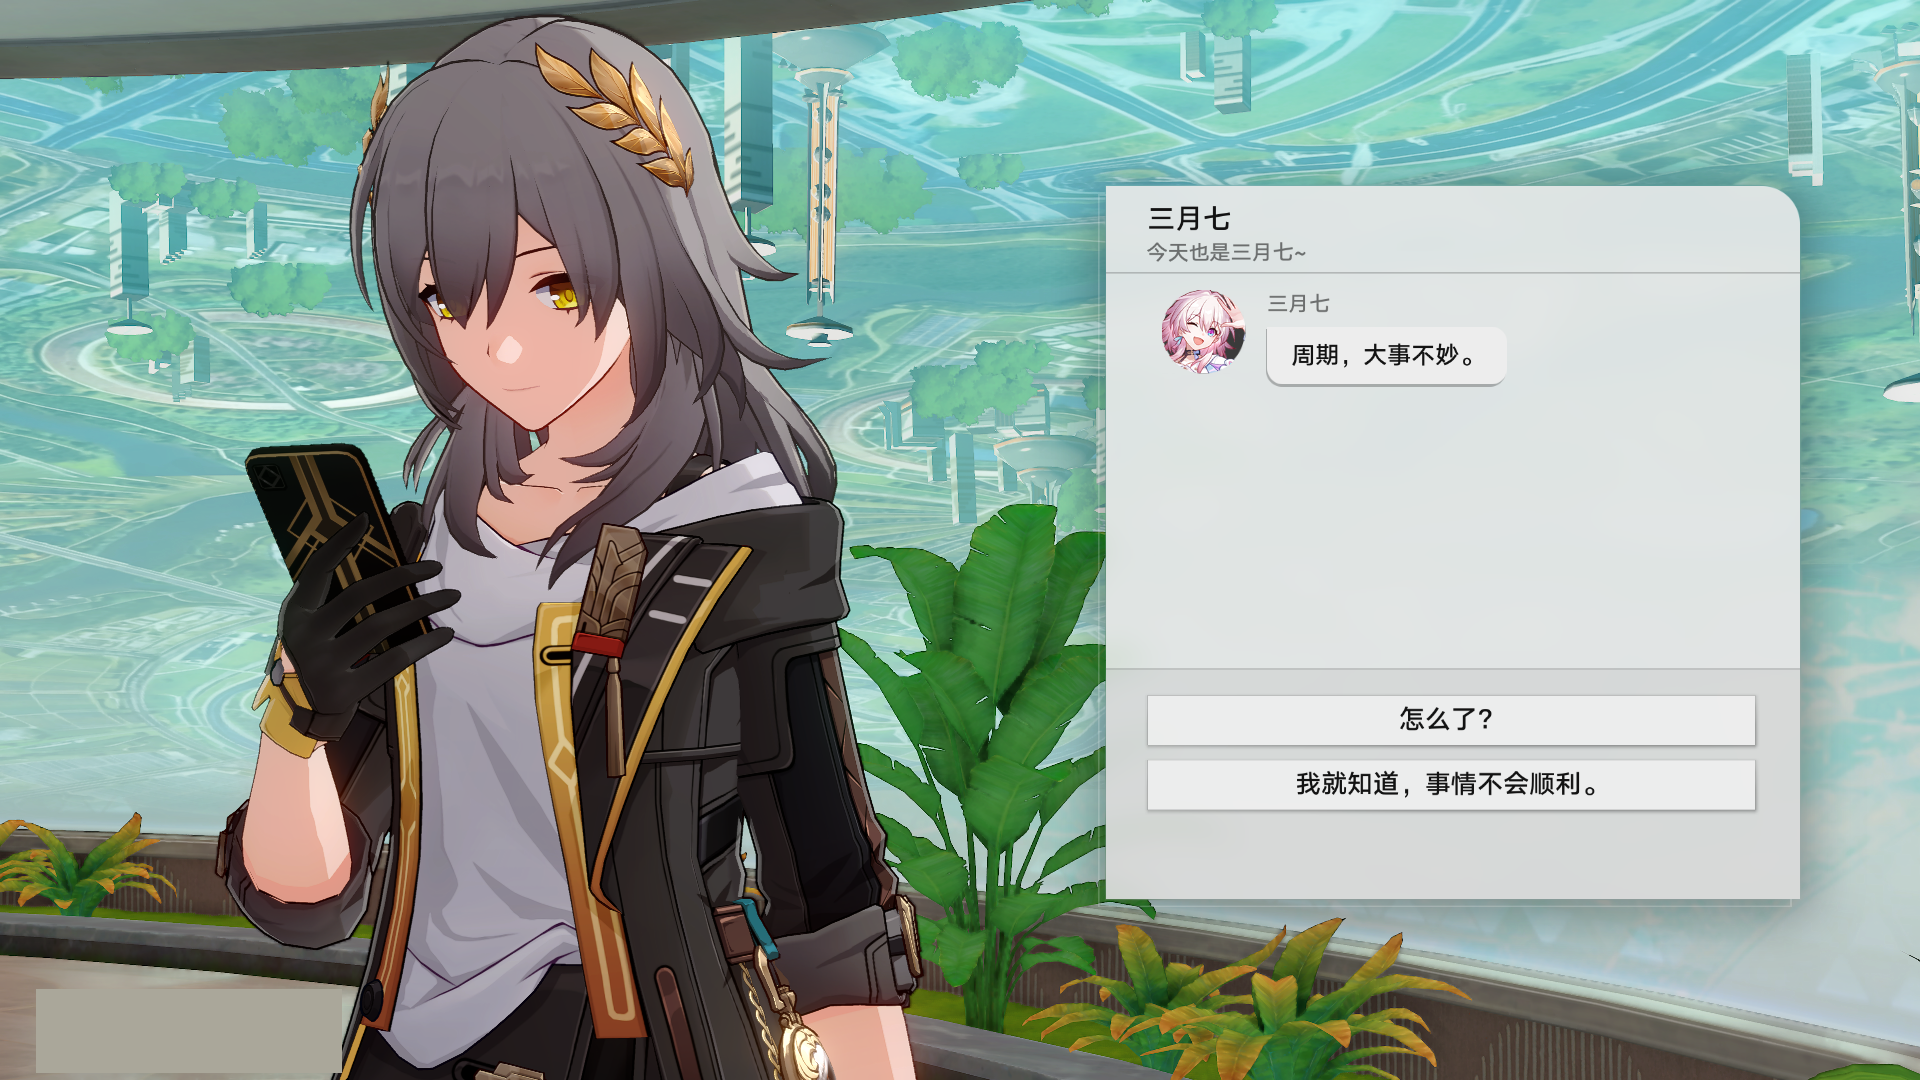 三月七
今天也是三月七~
三月七
周期，大事不妙。
怎么了?
我就知道，事情不会顺利。